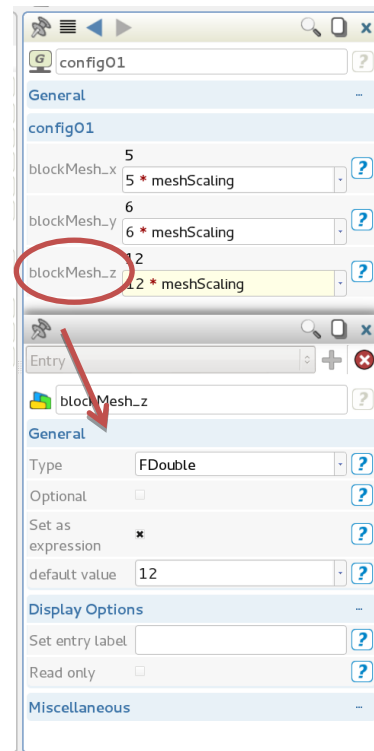 G config01 ?
General ...
config01
5
blockMesh_x 5 * meshScaling ?
6
blockMesh_y 6 * meshScaling ?
12
blockMesh_z 12 * meshScaling ?
Entry
blockMesh_z ?
General
Type FDouble ?
Optional ?
Set as
expression ?
default value 12 ?
Display Options ...
Set entry label ?
Read only ?
Miscellaneous ...